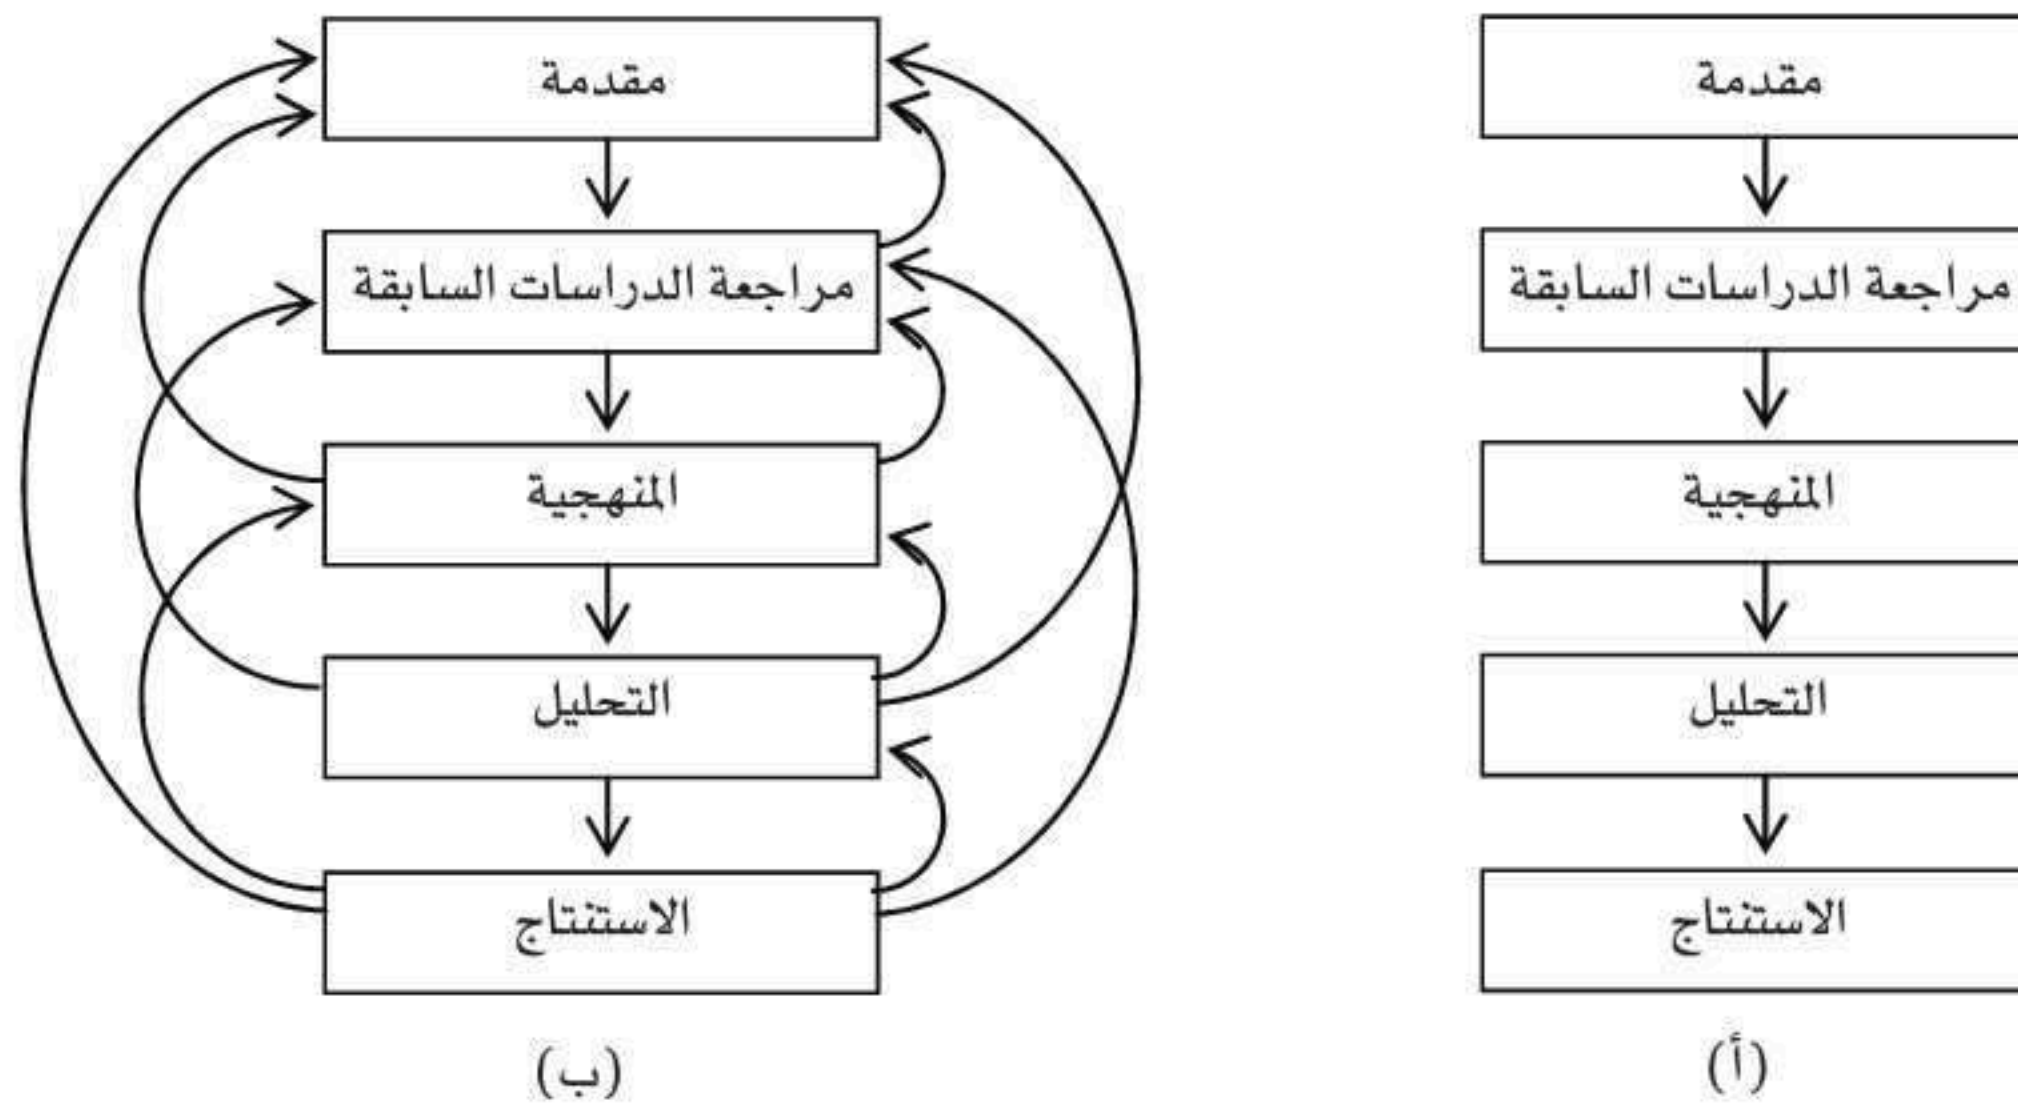 مقدمة
مراجعة الدراسات السابقة
المنهجية
التحليل
الاستنتاج
(أ)
مقدمة
مراجعة الدراسات السابقة
المنهجية
التحليل
الاستنتاج
(ب)